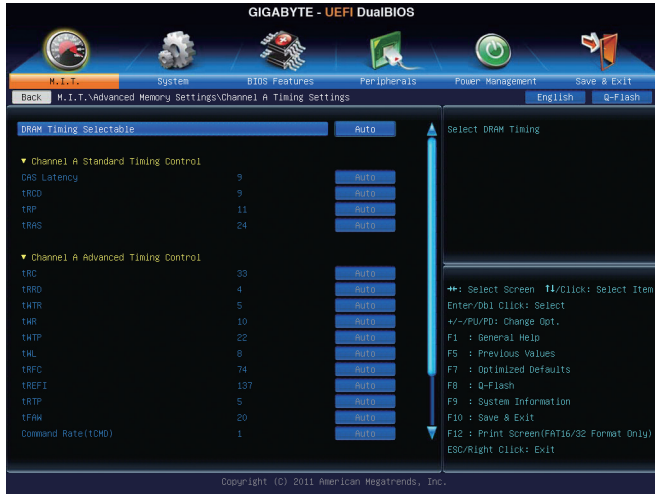 GIGABYTE - UEFI DualBIOS
M.I.T. System BIOS Features Peripherals Power Management Save & Exit
Back M.I.T.\Advanced Memory Settings\Channel A Timing Settings English Q-Flash
DRAM Timing Selectable Auto
▼ Channel A Standard Timing Control
CAS Latency 9 Auto
tRCD 9 Auto
tRP 11 Auto
tRAS 24 Auto
▼ Channel A Advanced Timing Control
tRC 33 Auto
tRRD 4 Auto
tWTR 5 Auto
tWR 10 Auto
tWTP 22 Auto
tWL 8 Auto
tRFC 74 Auto
tREFI 137 Auto
tRTP 5 Auto
tFAW 20 Auto
Command Rate(tCMD) 1 Auto
Select DRAM Timing
→←: Select Screen ↑↓/Click: Select Item
Enter/Dbl Click: Select
+/-/PU/PD: Change Opt.
F1 : General Help
F5 : Previous Values
F7 : Optimized Defaults
F8 : Q-Flash
F9 : System Information
F10 : Save & Exit
F12 : Print Screen(FAT16/32 Format Only)
ESC/Right Click: Exit
Copyright (C) 2011 American Megatrends, Inc.